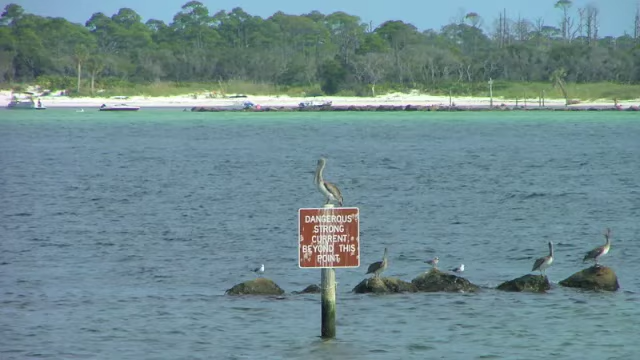 DANGEROUS
STRONG
CURRENT
BEYOND THIS
POINT